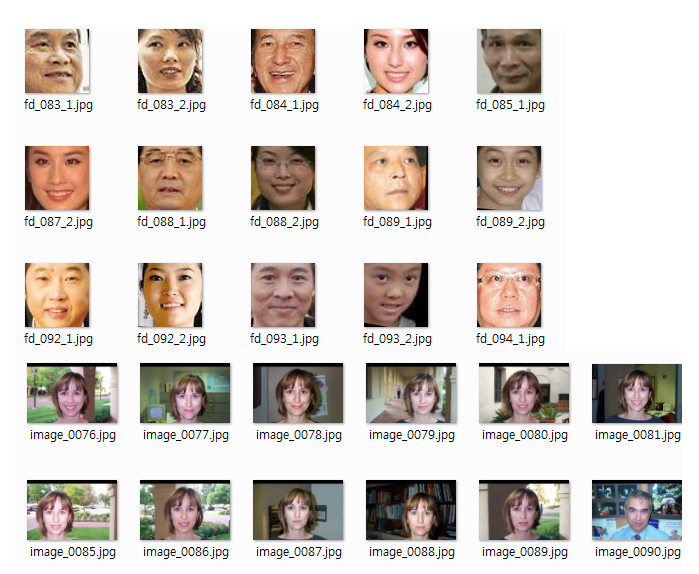 fd_083_1.jpg fd_083_2.jpg fd_084_1.jpg fd_084_2.jpg fd_085_1.jpg
fd_087_2.jpg fd_088_1.jpg fd_088_2.jpg fd_089_1.jpg fd_089_2.jpg
fd_092_1.jpg fd_092_2.jpg fd_093_1.jpg fd_093_2.jpg fd_094_1.jpg
image_0076.jpg image_0077.jpg image_0078.jpg image_0079.jpg image_0080.jpg image_0081.jpg
image_0085.jpg image_0086.jpg image_0087.jpg image_0088.jpg image_0089.jpg image_0090.jpg